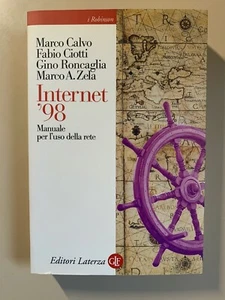 i Robinson
Marco Calvo
Fabio Ciotti
Gino Roncaglia
Marco A. Zela
Internet
'98
Manuale
per l'uso della rete
Editori Laterza